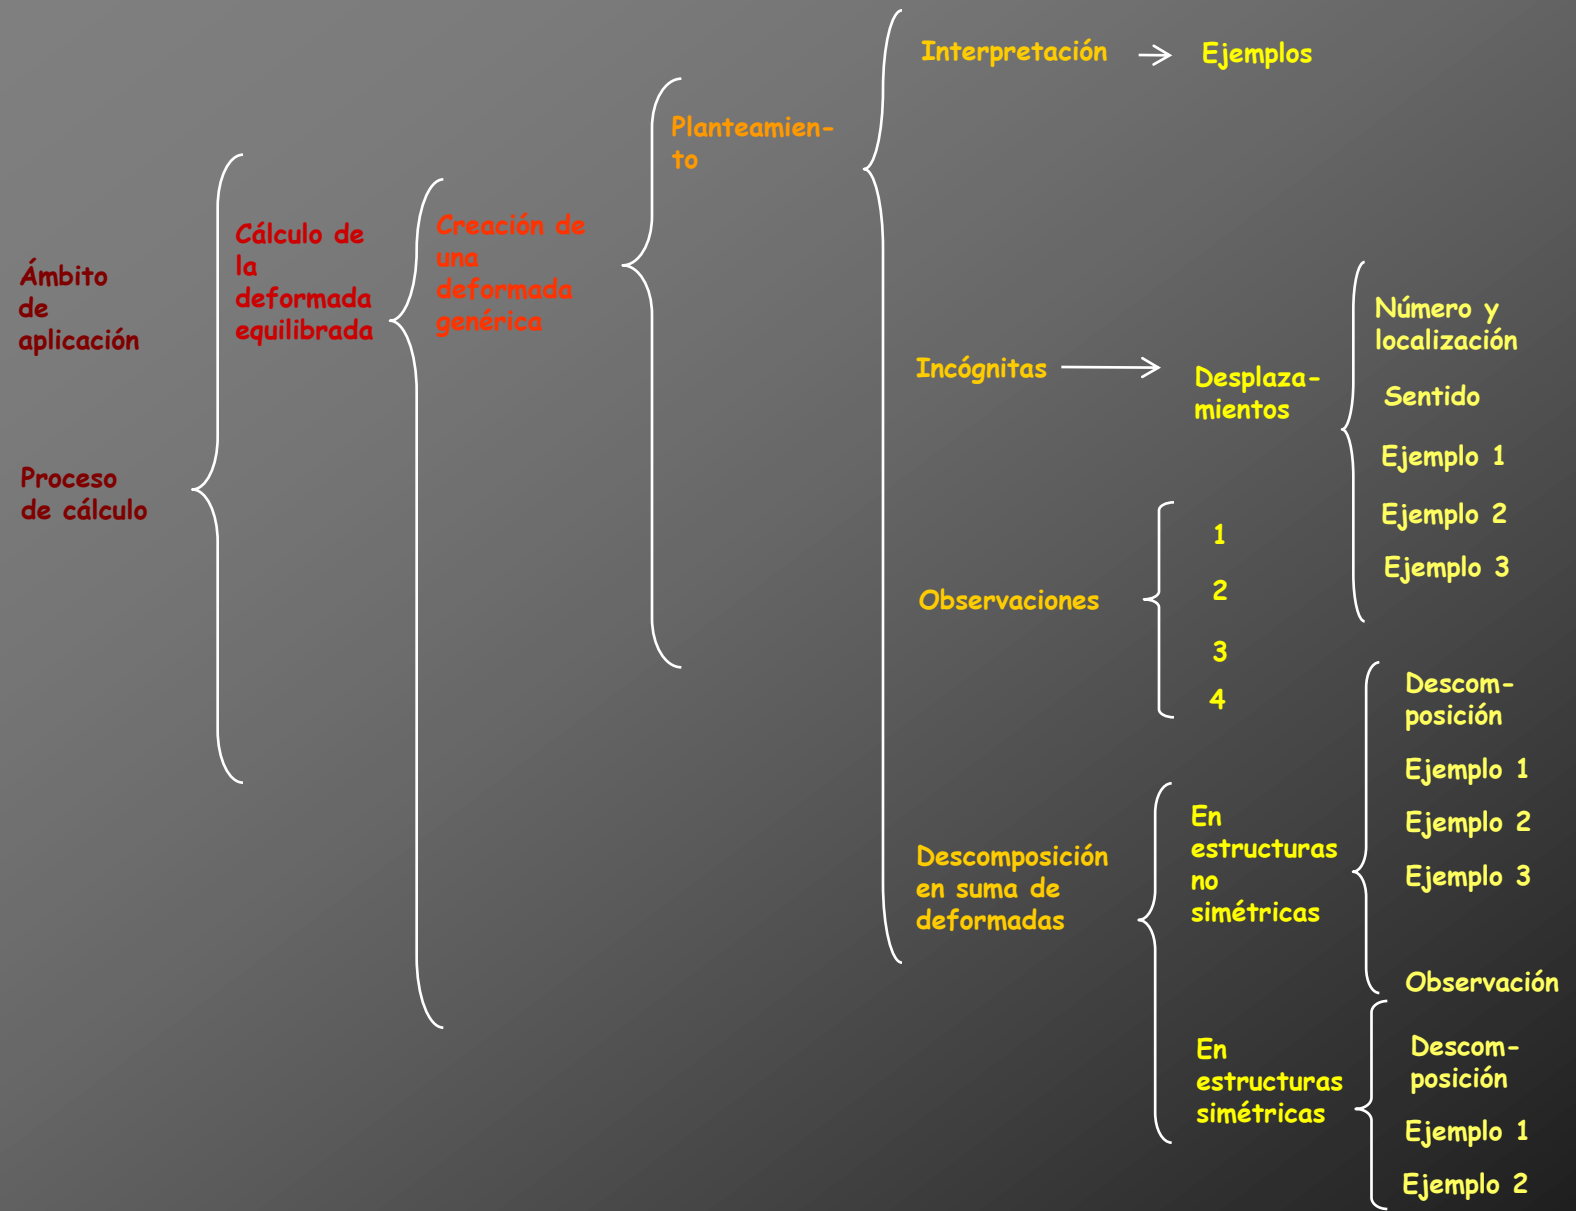 Ámbito
de
aplicación
Proceso
de cálculo
Cálculo de
la
deformada
equilibrada
Creación de
una
deformada
genérica
Planteamien-
to
Interpretación
Ejemplos
Incógnitas
Desplaza-
mientos
Número y
localización
Sentido
Ejemplo 1
Ejemplo 2
Ejemplo 3
Observaciones
1
2
3
4
Descomposición
en suma de
deformadas
En
estructuras
no
simétricas
Descom-
posición
Ejemplo 1
Ejemplo 2
Ejemplo 3
Observación
En
estructuras
simétricas
Descom-
posición
Ejemplo 1
Ejemplo 2